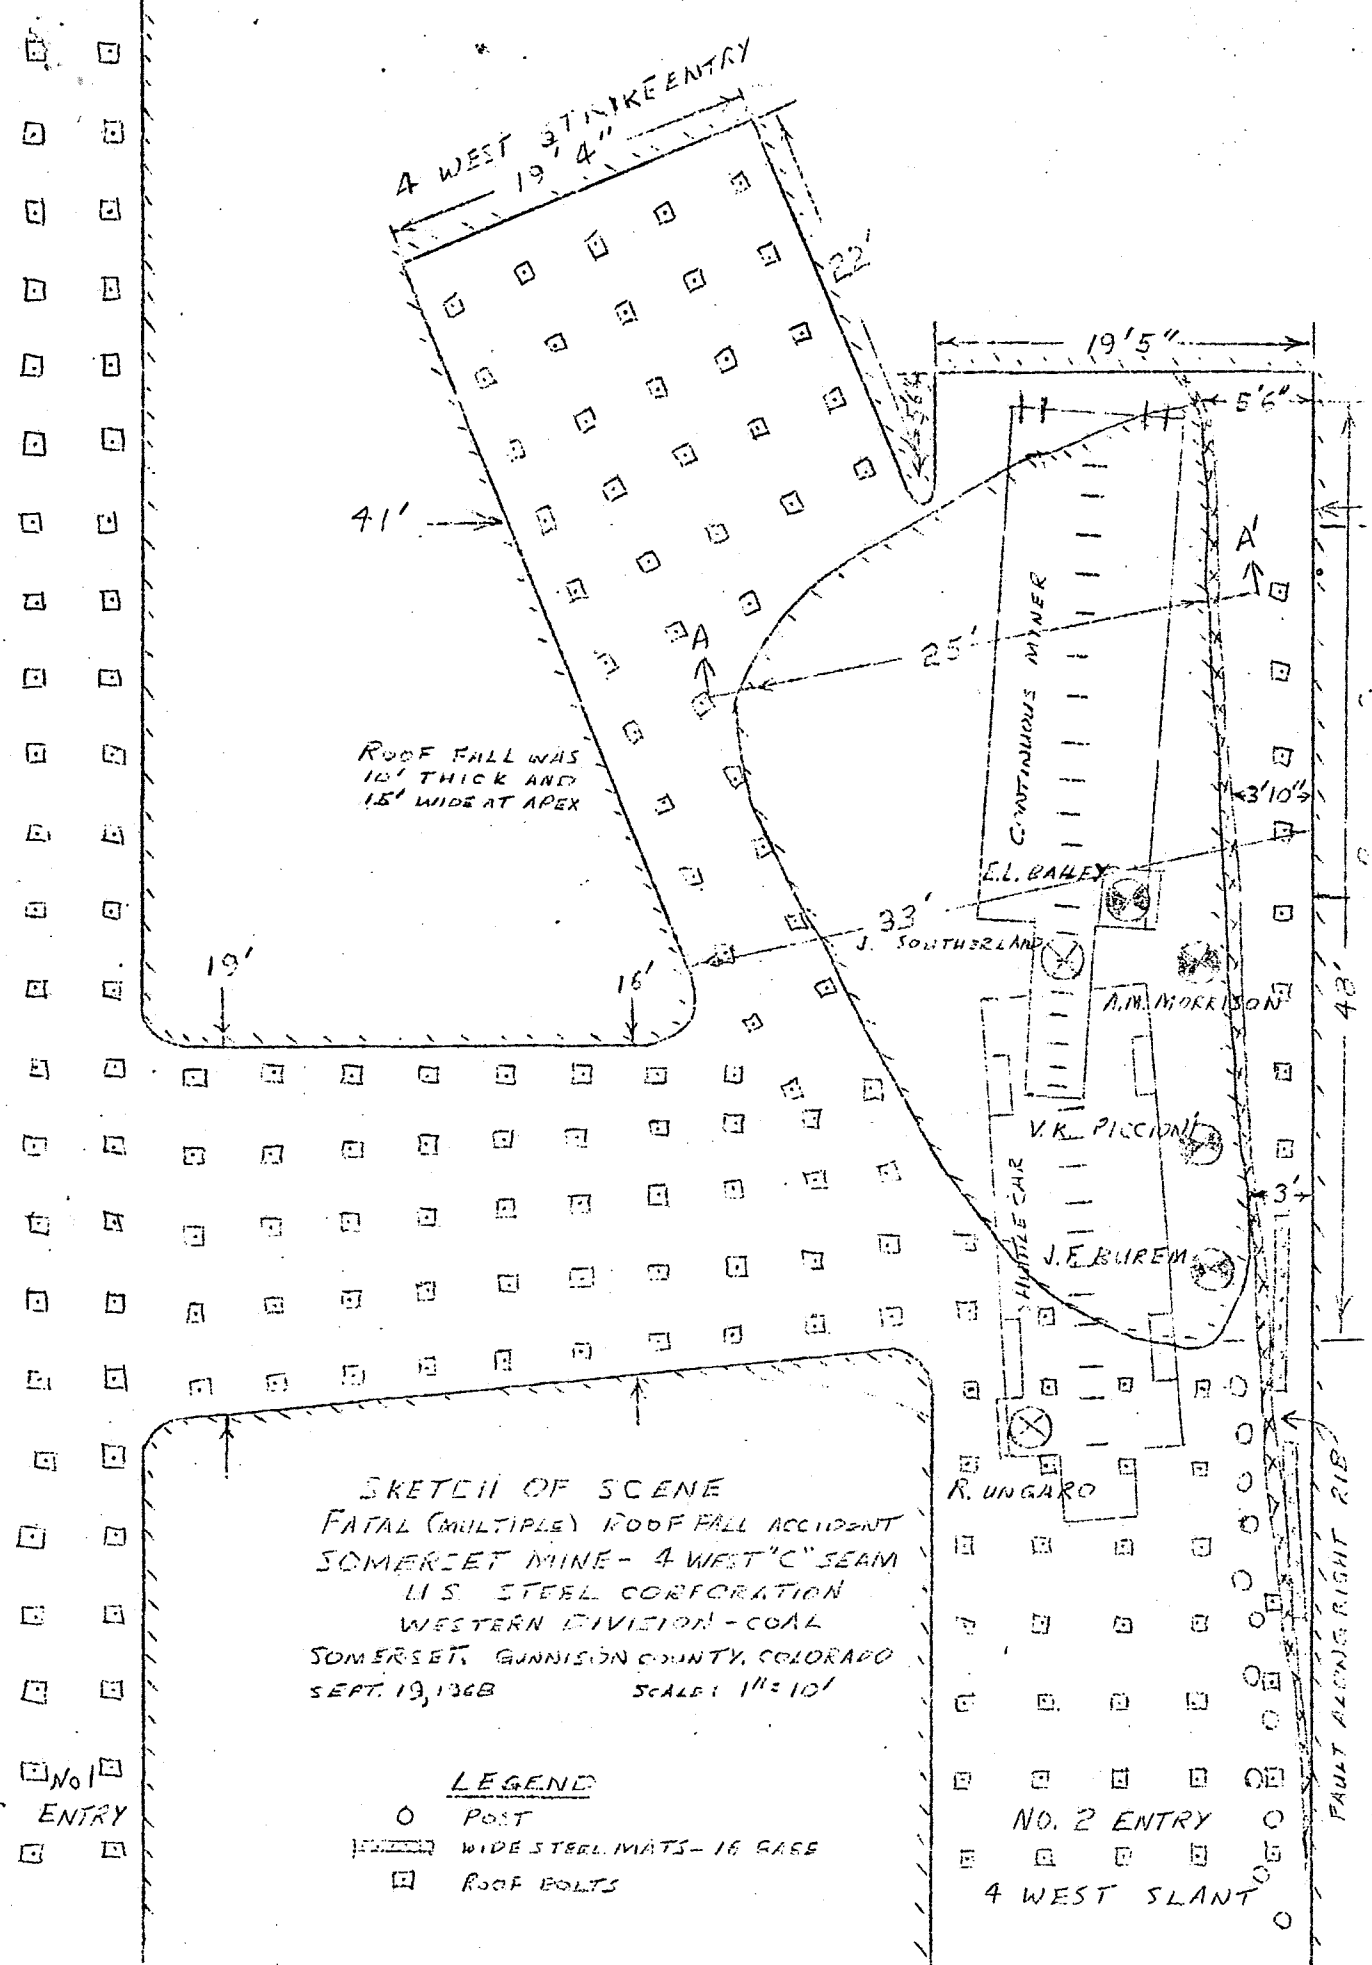 4 WEST STRIKE ENTRY
19' 4"
22'
19'5"
5'6"
41'
A'
A
25'
CONTINUOUS MINER
ROOF FALL WAS
10' THICK AND
15' WIDE AT APEX
3'10"
E.L. BAILEY
33'
J. SOUTHERLAND
19'
16'
A.M. MORRISON
48'
V.K. PICCIONI
3'
SHUTTLE CAR
J.F. BUREM
R. UNGARO
FAULT ALONG RIGHT RIB
SKETCH OF SCENE
FATAL (MULTIPLE) ROOF FALL ACCIDENT
SOMERSET MINE - 4 WEST "C" SEAM
U.S. STEEL CORPORATION
WESTERN DIVISION - COAL
SOMERSET, GUNNISON COUNTY, COLORADO
SEPT. 19, 1968 SCALE: 1"=10'
No 1
ENTRY
LEGEND
POST
WIDE STEEL MATS - 16 GAGE
ROOF BOLTS
NO. 2 ENTRY
4 WEST SLANT